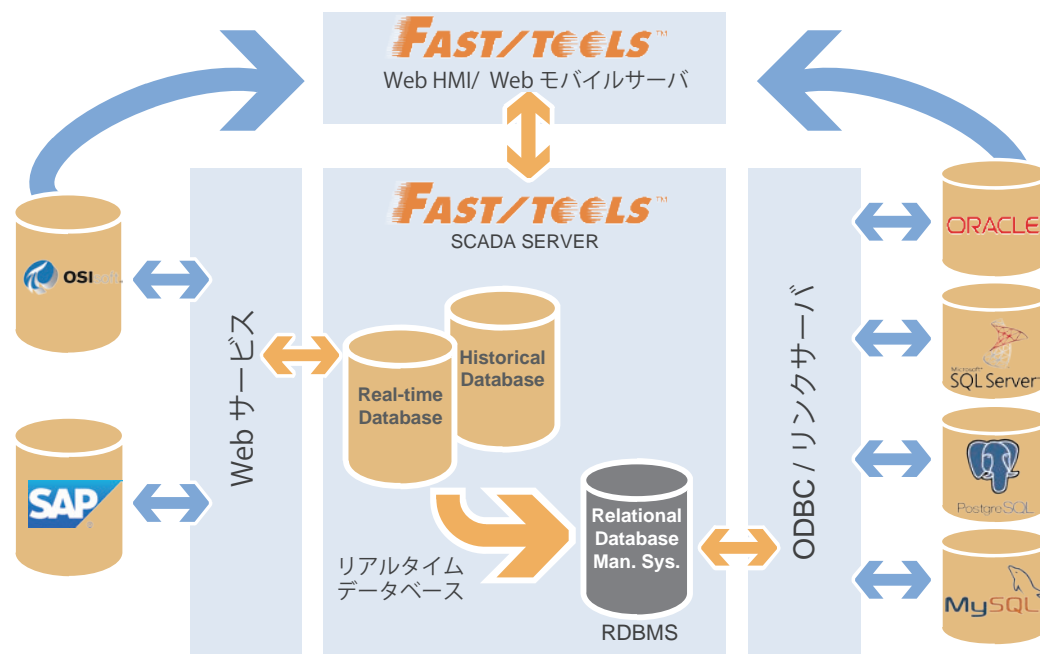 FAST/TOOLS™
Web HMI/ Web モバイルサーバ
FAST/TOOLS™
SCADA SERVER
OSIsoft.
SAP
Web サービス
Real-time
Database
Historical
Database
リアルタイム
データベース
Relational
Database
Man. Sys.
RDBMS
ODBC / リンクサーバ
ORACLE
Microsoft
SQL Server
PostgreSQL
MySQL